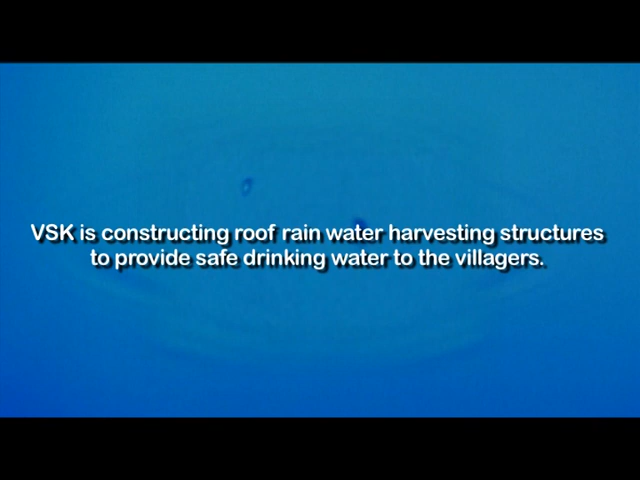 VSK is constructing roof rain water harvesting structures
to provide safe drinking water to the villagers.